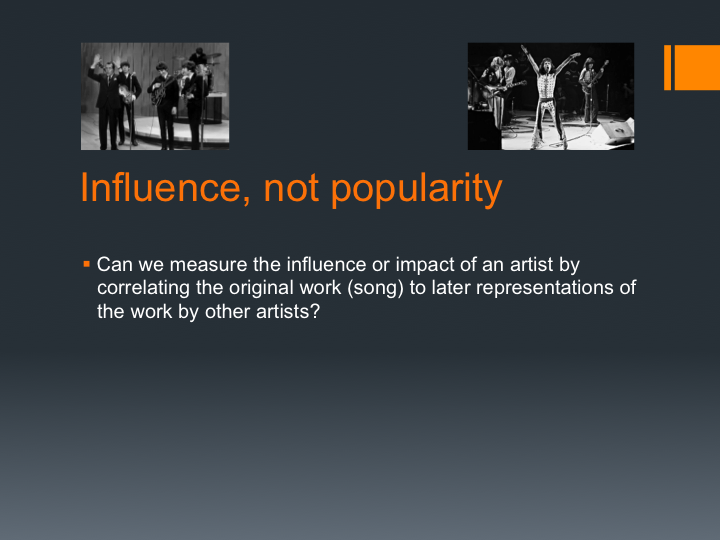 Influence, not popularity
Can we measure the influence or impact of an artist by
correlating the original work (song) to later representations of
the work by other artists?